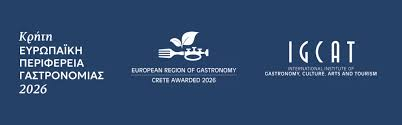 Κρήτη
ΕΥΡΩΠΑΪΚΗ
ΠΕΡΙΦΕΡΕΙΑ
ΓΑΣΤΡΟΝΟΜΙΑΣ
2026
EUROPEAN REGION OF GASTRONOMY
CRETE AWARDED 2026
IGCAT
INTERNATIONAL INSTITUTE OF
GASTRONOMY, CULTURE, ARTS AND TOURISM